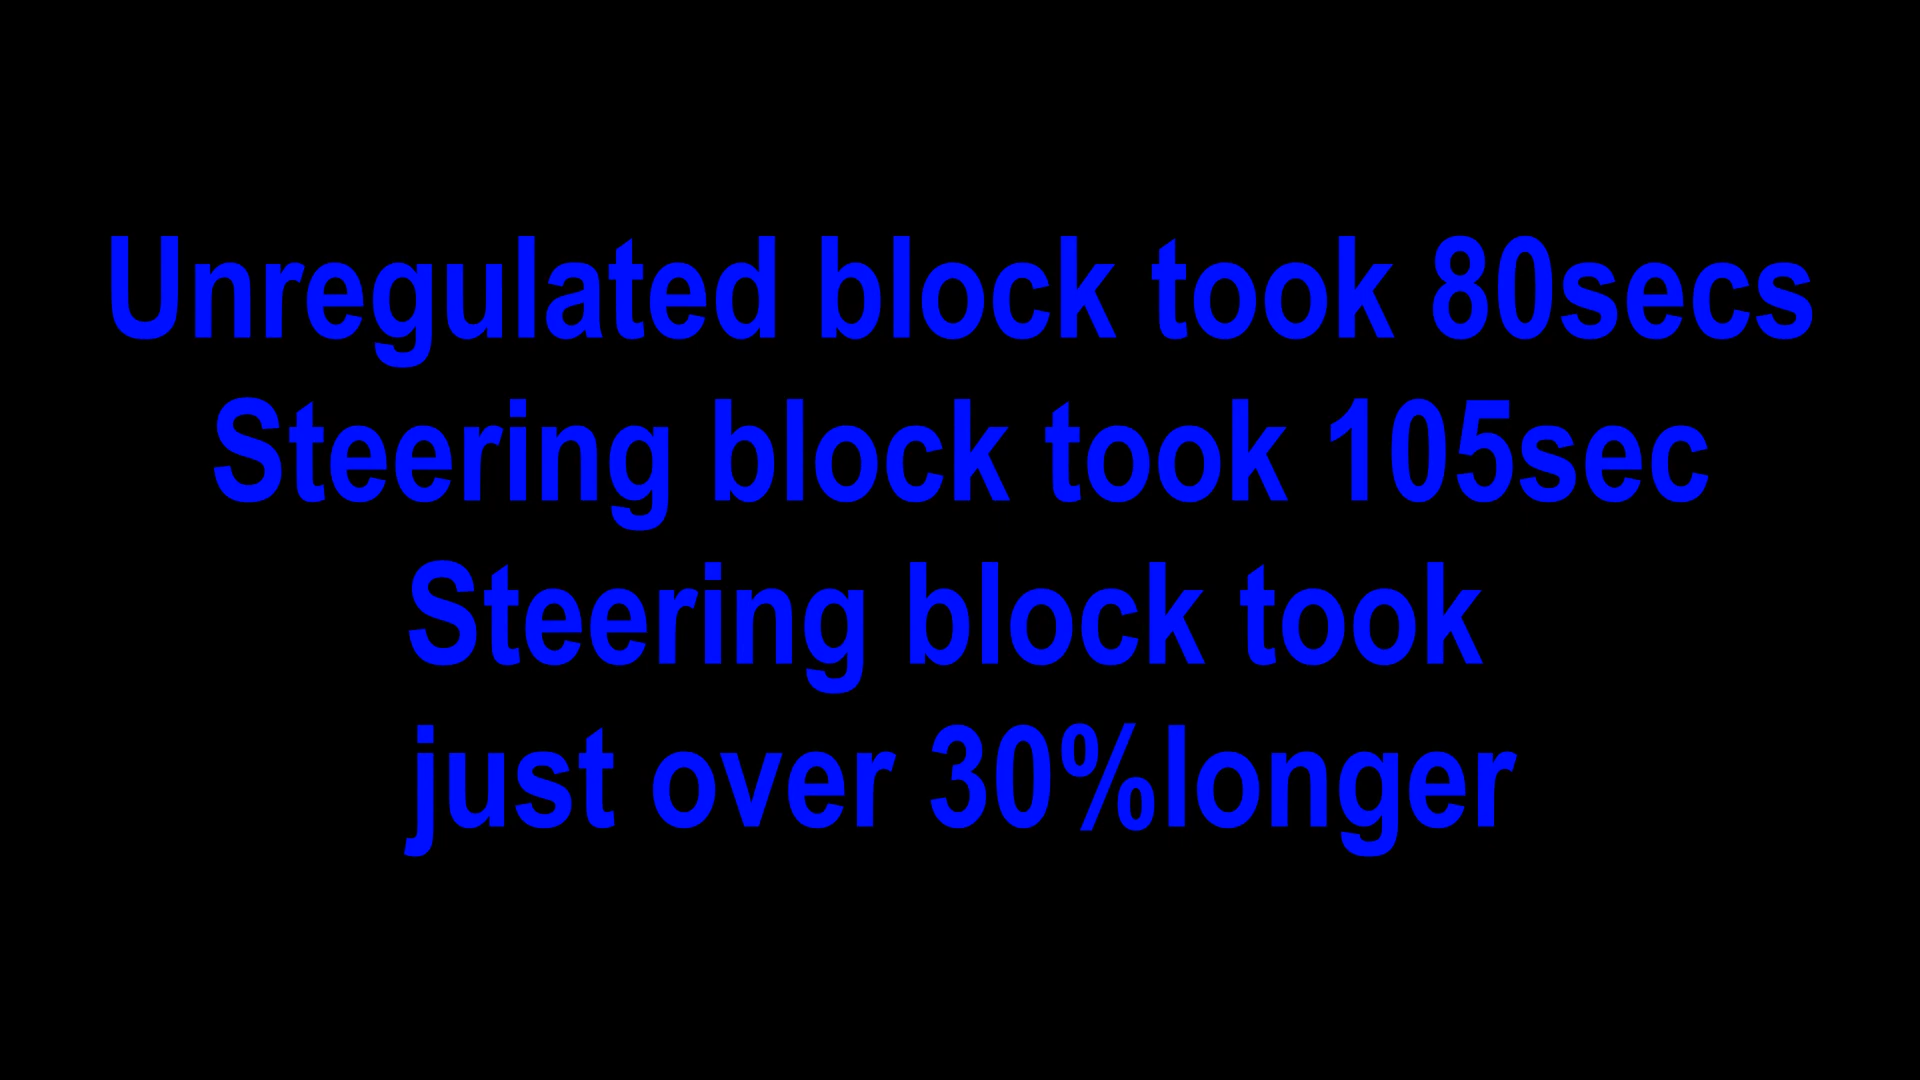 Unregulated block took 80secs
Steering block took 105sec
Steering block took
just over 30%longer